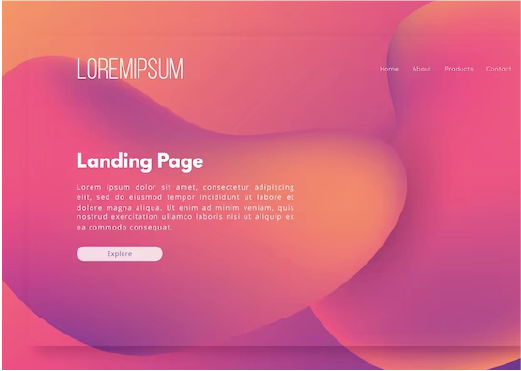 LOREMIPSUM
Home About Products Contact
Landing Page
Lorem ipsum dolor sit amet, consectetur adipiscing
elit, sed do eiusmod tempor incididunt ut labore et
dolore magna aliqua. Ut enim ad minim veniam, quis
nostrud exercitation ullamco laboris nisi ut aliquip ex
ea commodo consequat.
Explore